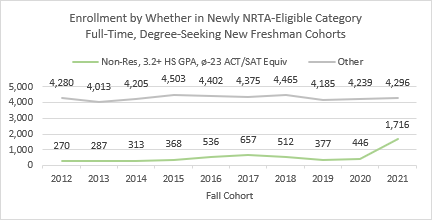 Enrollment by Whether in Newly NRTA-Eligible Category
Full-Time, Degree-Seeking New Freshman Cohorts
Non-Res, 3.2+ HS GPA, ø-23 ACT/SAT Equiv Other
5,000
4,000
3,000
2,000
1,000
0
4,280 4,013 4,205 4,503 4,402 4,375 4,465 4,185 4,239 4,296
270 287 313 368 536 657 512 377 446 1,716
2012 2013 2014 2015 2016 2017 2018 2019 2020 2021
Fall Cohort